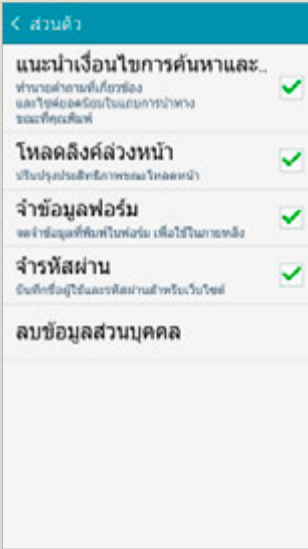 < ส่วนตัว
แนะนำเงื่อนไขการค้นหาและ..
ทำนายคำถามที่เกี่ยวข้อง
และเว็บไซต์ยอดนิยมในแถบการนำทาง
ขณะที่คุณพิมพ์
โหลดลิงค์ล่วงหน้า
ปรับปรุงประสิทธิภาพขณะโหลดหน้า
จำข้อมูลฟอร์ม
จดจำข้อมูลที่พิมพ์ในฟอร์ม เพื่อใช้ในภายหลัง
จำรหัสผ่าน
บันทึกชื่อผู้ใช้และรหัสผ่านสำหรับเว็บไซต์
ลบข้อมูลส่วนบุคคล